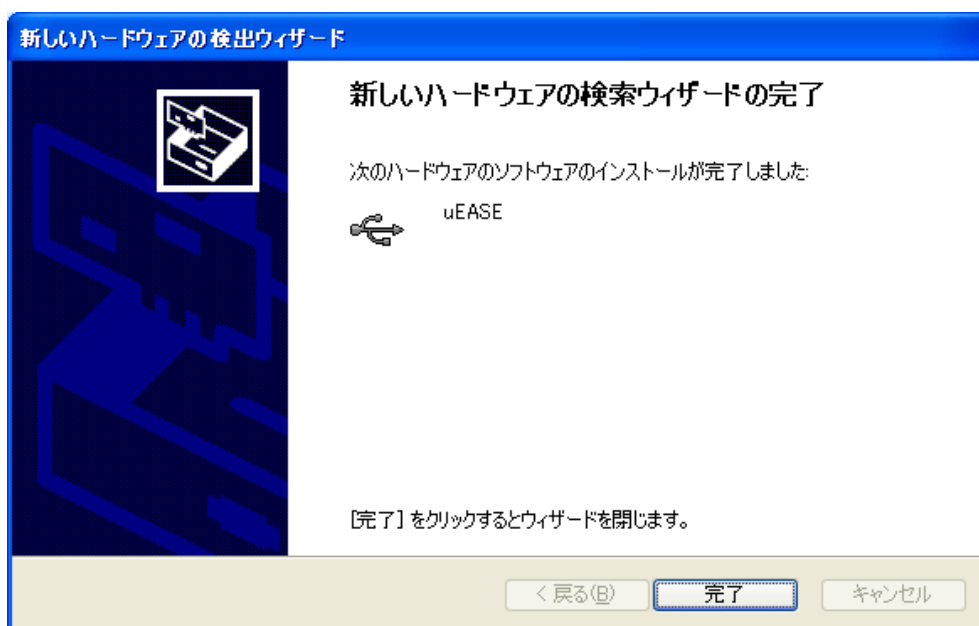 新しいハードウェアの検出ウィザード
新しいハードウェアの検索ウィザードの完了
次のハードウェアのソフトウェアのインストールが完了しました:
uEASE
[完了] をクリックするとウィザードを閉じます。
< 戻る(B)
完了
キャンセル